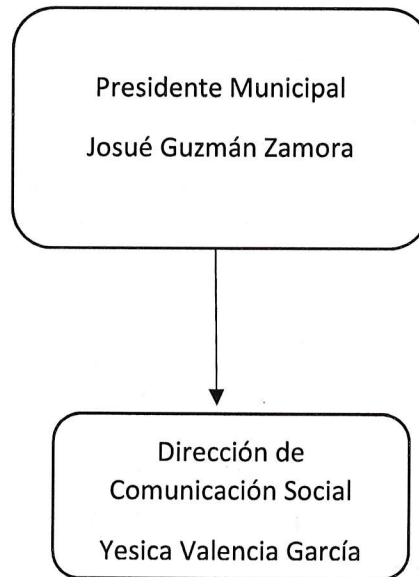 Presidente Municipal
Josué Guzmán Zamora
Dirección de
Comunicación Social
Yesica Valencia García